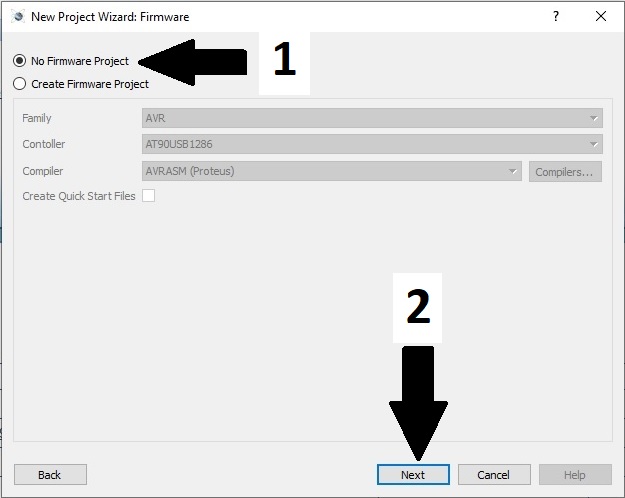 New Project Wizard: Firmware ?
No Firmware Project
1
Create Firmware Project
Family AVR
Contoller AT90USB1286
Compiler AVRASM (Proteus) Compilers...
Create Quick Start Files
2
Back Next Cancel Help